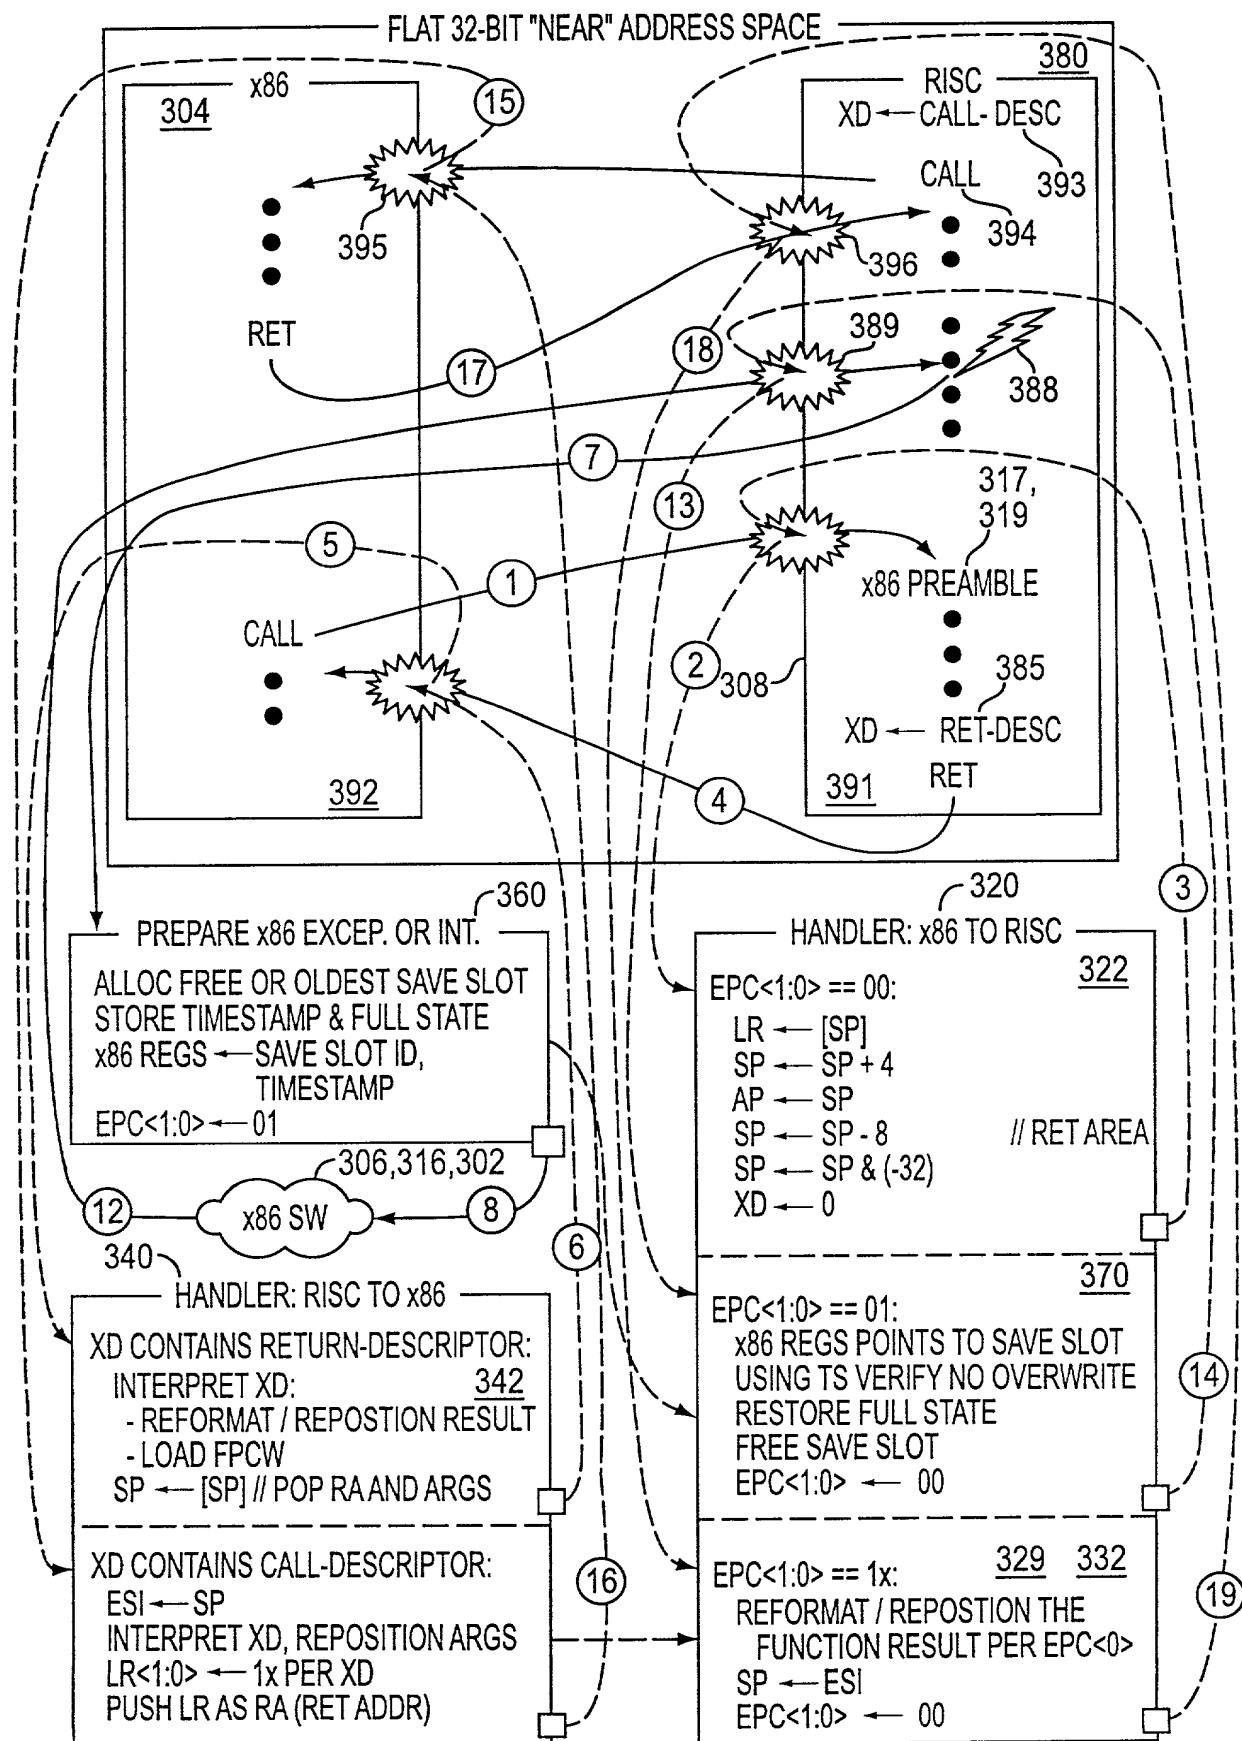 FLAT 32-BIT "NEAR" ADDRESS SPACE
380
x86
304
15
RISC
XD ← CALL- DESC
393
CALL
394
395
396
RET
17
18
389
388
7
13
317,
319
5
1
x86 PREAMBLE
CALL
2
308
385
XD ← RET-DESC
RET
392
391
4
3
360
PREPARE x86 EXCEP. OR INT.
ALLOC FREE OR OLDEST SAVE SLOT
STORE TIMESTAMP & FULL STATE
x86 REGS ← SAVE SLOT ID,
TIMESTAMP
EPC<1:0> ← 01
306,316,302
12
x86 SW
8
6
320
HANDLER: x86 TO RISC
322
EPC<1:0> == 00:
LR ← [SP]
SP ← SP + 4
AP ← SP
SP ← SP - 8 // RET AREA
SP ← SP & (-32)
XD ← 0
340
HANDLER: RISC TO x86
XD CONTAINS RETURN-DESCRIPTOR:
INTERPRET XD: 342
- REFORMAT / REPOSTION RESULT
- LOAD FPCW
SP ← [SP] // POP RA AND ARGS
370
EPC<1:0> == 01:
x86 REGS POINTS TO SAVE SLOT
USING TS VERIFY NO OVERWRITE
RESTORE FULL STATE
FREE SAVE SLOT
EPC<1:0> ← 00
14
XD CONTAINS CALL-DESCRIPTOR:
ESI ← SP
INTERPRET XD, REPOSITION ARGS
LR<1:0> ← 1x PER XD
PUSH LR AS RA (RET ADDR)
16
EPC<1:0> == 1x: 329 332
REFORMAT / REPOSTION THE
FUNCTION RESULT PER EPC<0>
SP ← ESI
EPC<1:0> ← 00
19